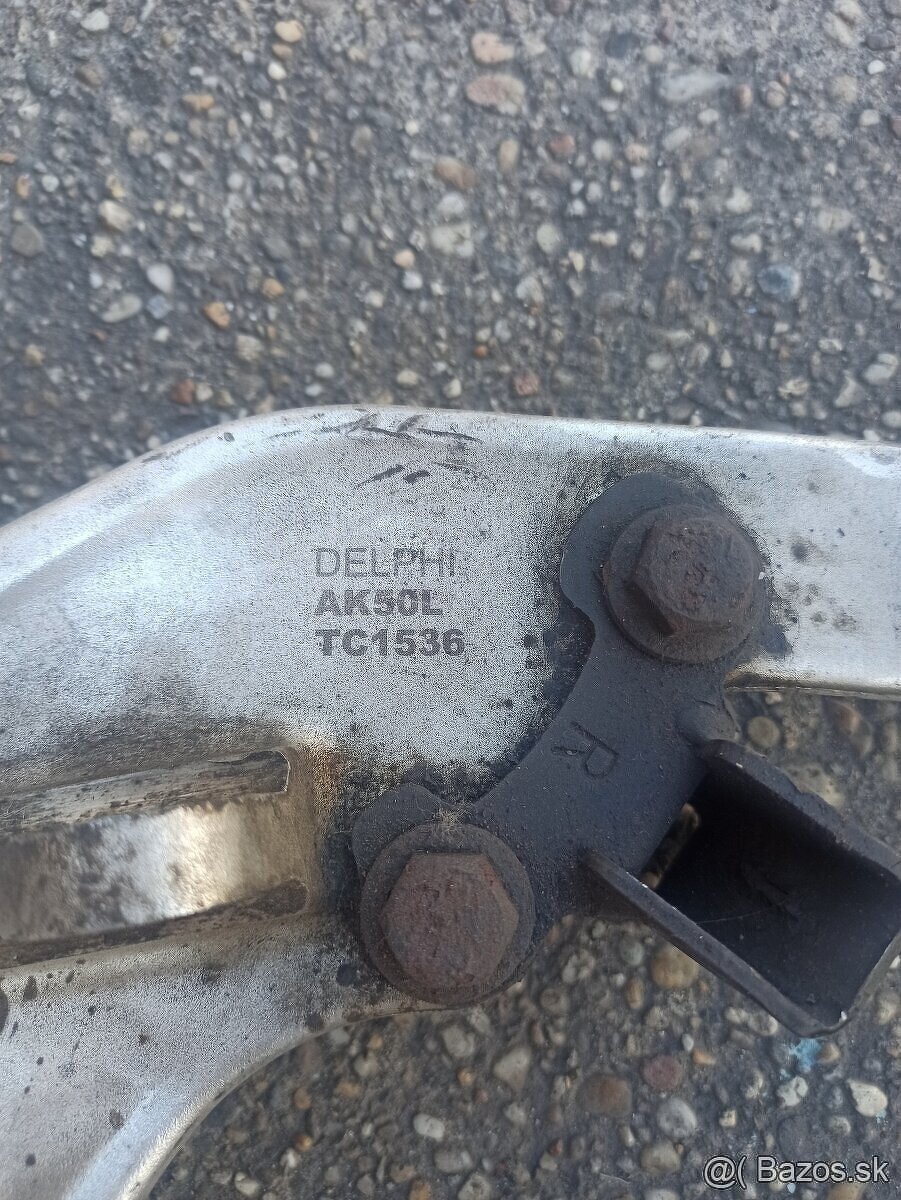 DELPHI
AK50L
TC1536
R
@( Bazos.sk